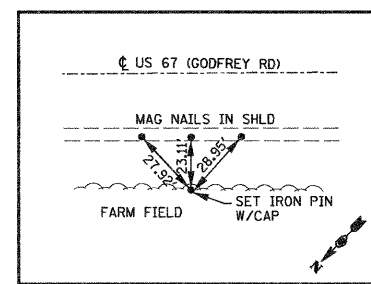 ℄ US 67 (GODFREY RD)
MAG NAILS IN SHLD
27.92'
23.11'
28.95'
FARM FIELD
SET IRON PIN
W/CAP
N